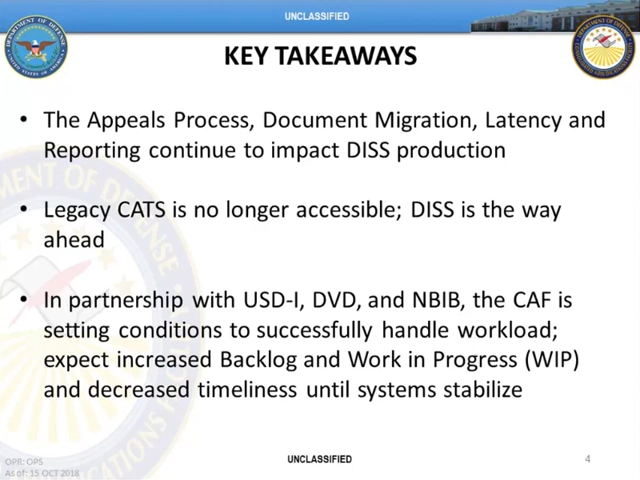 UNCLASSIFIED
KEY TAKEAWAYS
• The Appeals Process, Document Migration, Latency and
Reporting continue to impact DISS production
• Legacy CATS is no longer accessible; DISS is the way
ahead
• In partnership with USD-I, DVD, and NBIB, the CAF is
setting conditions to successfully handle workload;
expect increased Backlog and Work in Progress (WIP)
and decreased timeliness until systems stabilize
OPR: OPS
As of: 15 OCT 2018
UNCLASSIFIED
4